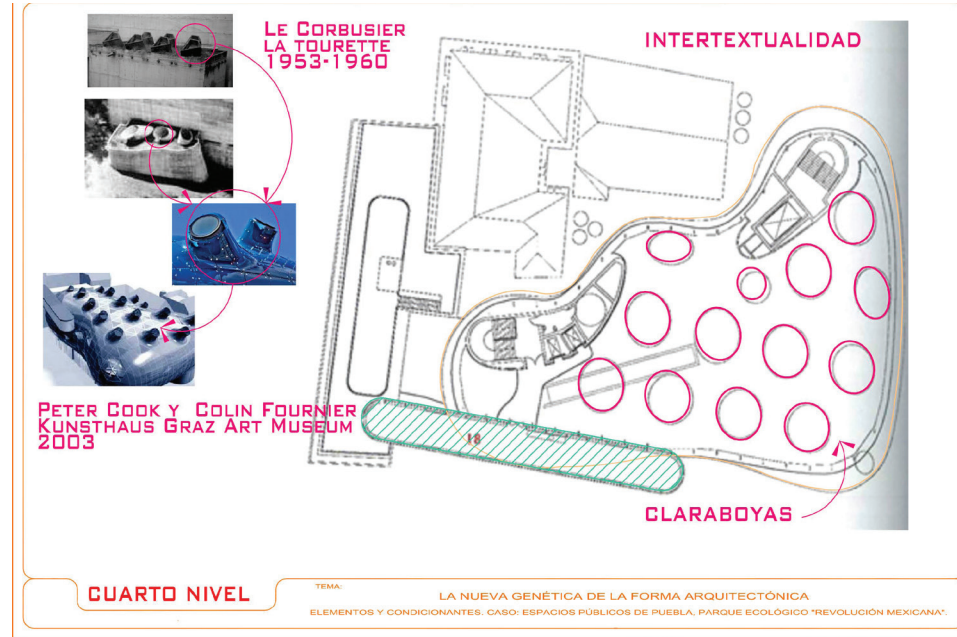 LE CORBUSIER
LA TOURETTE
1953-1960
INTERTEXTUALIDAD
PETER COOK Y COLIN FOURNIER
KUNSTHAUS GRAZ ART MUSEUM
2003
18
CLARABOYAS
CUARTO NIVEL
TEMA:
LA NUEVA GENÉTICA DE LA FORMA ARQUITECTÓNICA
ELEMENTOS Y CONDICIONANTES. CASO: ESPACIOS PÚBLICOS DE PUEBLA, PARQUE ECOLÓGICO "REVOLUCIÓN MEXICANA".